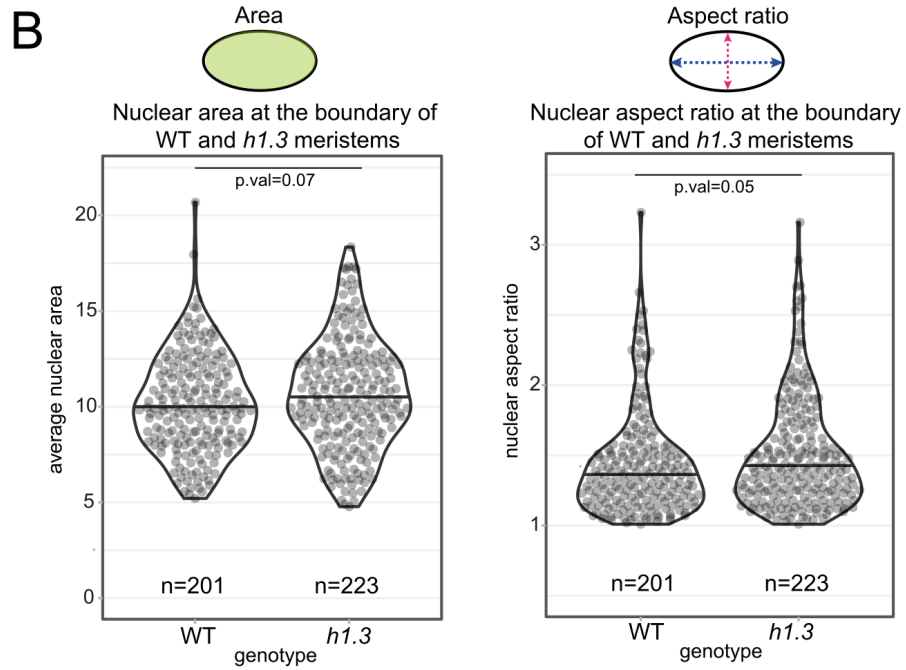 B
Area
Nuclear area at the boundary of
WT and h1.3 meristems
p.val=0.07
average nuclear area
20
15
10
5
0
n=201
n=223
WT
h1.3
genotype
Aspect ratio
Nuclear aspect ratio at the boundary
of WT and h1.3 meristems
p.val=0.05
nuclear aspect ratio
3
2
1
n=201
n=223
WT
h1.3
genotype